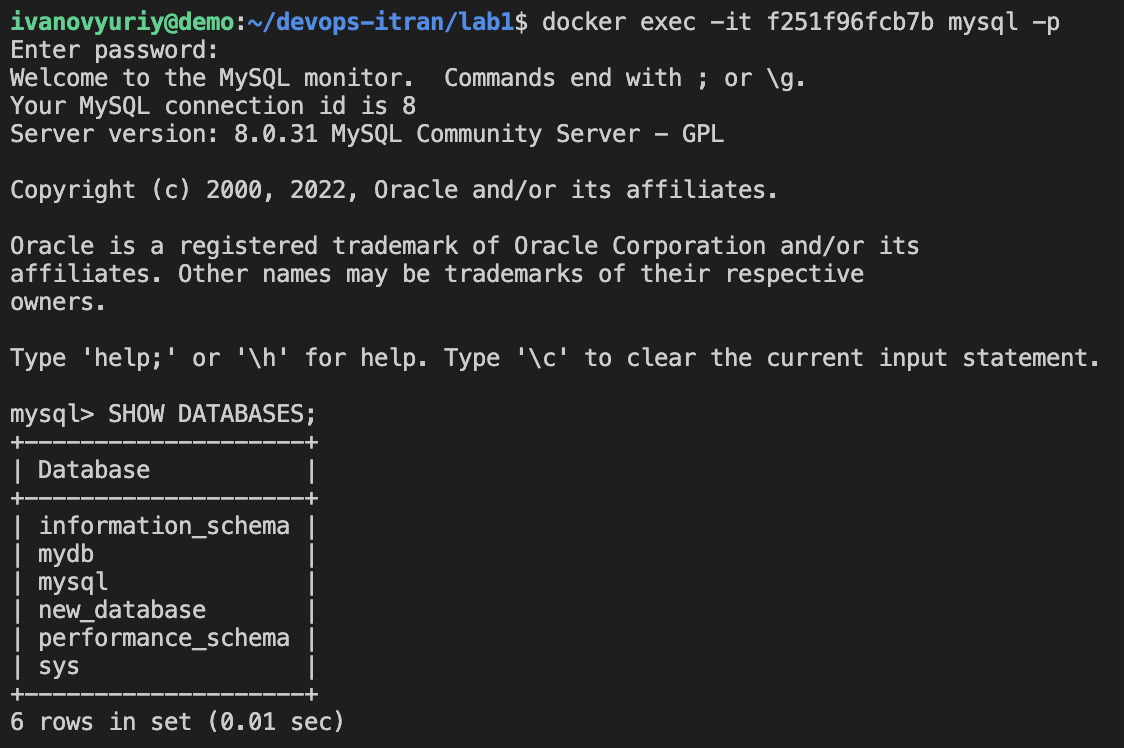 ivanovyuriy@demo:~/devops-itran/lab1$ docker exec -it f251f96fcb7b mysql -p
Enter password:
Welcome to the MySQL monitor.  Commands end with ; or \g.
Your MySQL connection id is 8
Server version: 8.0.31 MySQL Community Server - GPL

Copyright (c) 2000, 2022, Oracle and/or its affiliates.

Oracle is a registered trademark of Oracle Corporation and/or its
affiliates. Other names may be trademarks of their respective
owners.

Type 'help;' or '\h' for help. Type '\c' to clear the current input statement.

mysql> SHOW DATABASES;
+--------------------+
| Database           |
+--------------------+
| information_schema |
| mydb               |
| mysql              |
| new_database       |
| performance_schema |
| sys                |
+--------------------+
6 rows in set (0.01 sec)